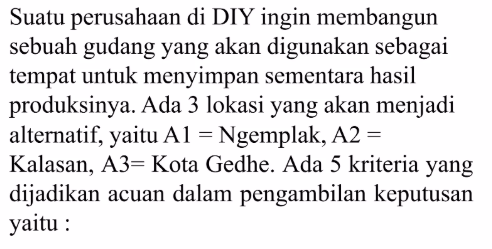 Suatu perusahaan di DIY ingin membangun
sebuah gudang yang akan digunakan sebagai
tempat untuk menyimpan sementara hasil
produksinya. Ada 3 lokasi yang akan menjadi
alternatif, yaitu A1 = Ngemplak, A2 =
Kalasan, A3= Kota Gedhe. Ada 5 kriteria yang
dijadikan acuan dalam pengambilan keputusan
yaitu :